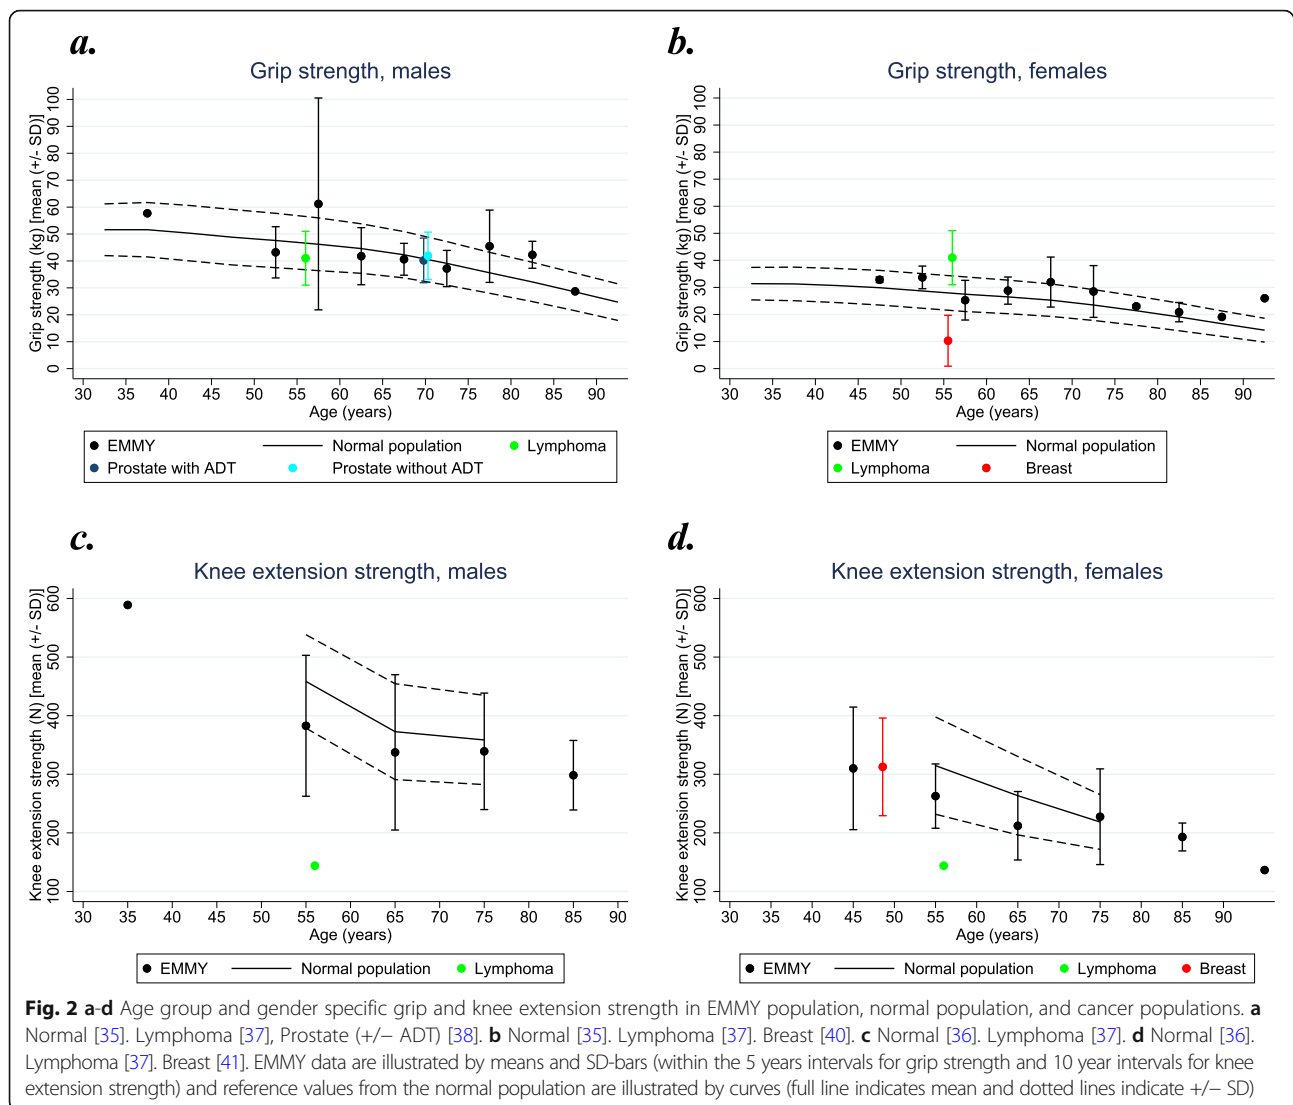 a.
Grip strength, males
Grip strength (kg) [mean (+/- SD)]
0 10 20 30 40 50 60 70 80 90 100
30 35 40 45 50 55 60 65 70 75 80 85 90
Age (years)
EMMY Normal population Lymphoma
Prostate with ADT Prostate without ADT
b.
Grip strength, females
Grip strength (kg) [mean (+/- SD)]
0 10 20 30 40 50 60 70 80 90 100
30 35 40 45 50 55 60 65 70 75 80 85 90
Age (years)
EMMY Normal population
Lymphoma Breast
c.
Knee extension strength, males
Knee extension strength (N) [mean (+/- SD)]
100 200 300 400 500 600
30 35 40 45 50 55 60 65 70 75 80 85 90
Age (years)
EMMY Normal population Lymphoma
d.
Knee extension strength, females
Knee extension strength (N) [mean (+/- SD)]
100 200 300 400 500 600
30 35 40 45 50 55 60 65 70 75 80 85 90
Age (years)
EMMY Normal population Lymphoma Breast
Fig. 2 a-d Age group and gender specific grip and knee extension strength in EMMY population, normal population, and cancer populations. a
Normal [35]. Lymphoma [37], Prostate (+/− ADT) [38]. b Normal [35]. Lymphoma [37]. Breast [40]. c Normal [36]. Lymphoma [37]. d Normal [36].
Lymphoma [37]. Breast [41]. EMMY data are illustrated by means and SD-bars (within the 5 years intervals for grip strength and 10 year intervals for knee
extension strength) and reference values from the normal population are illustrated by curves (full line indicates mean and dotted lines indicate +/− SD)